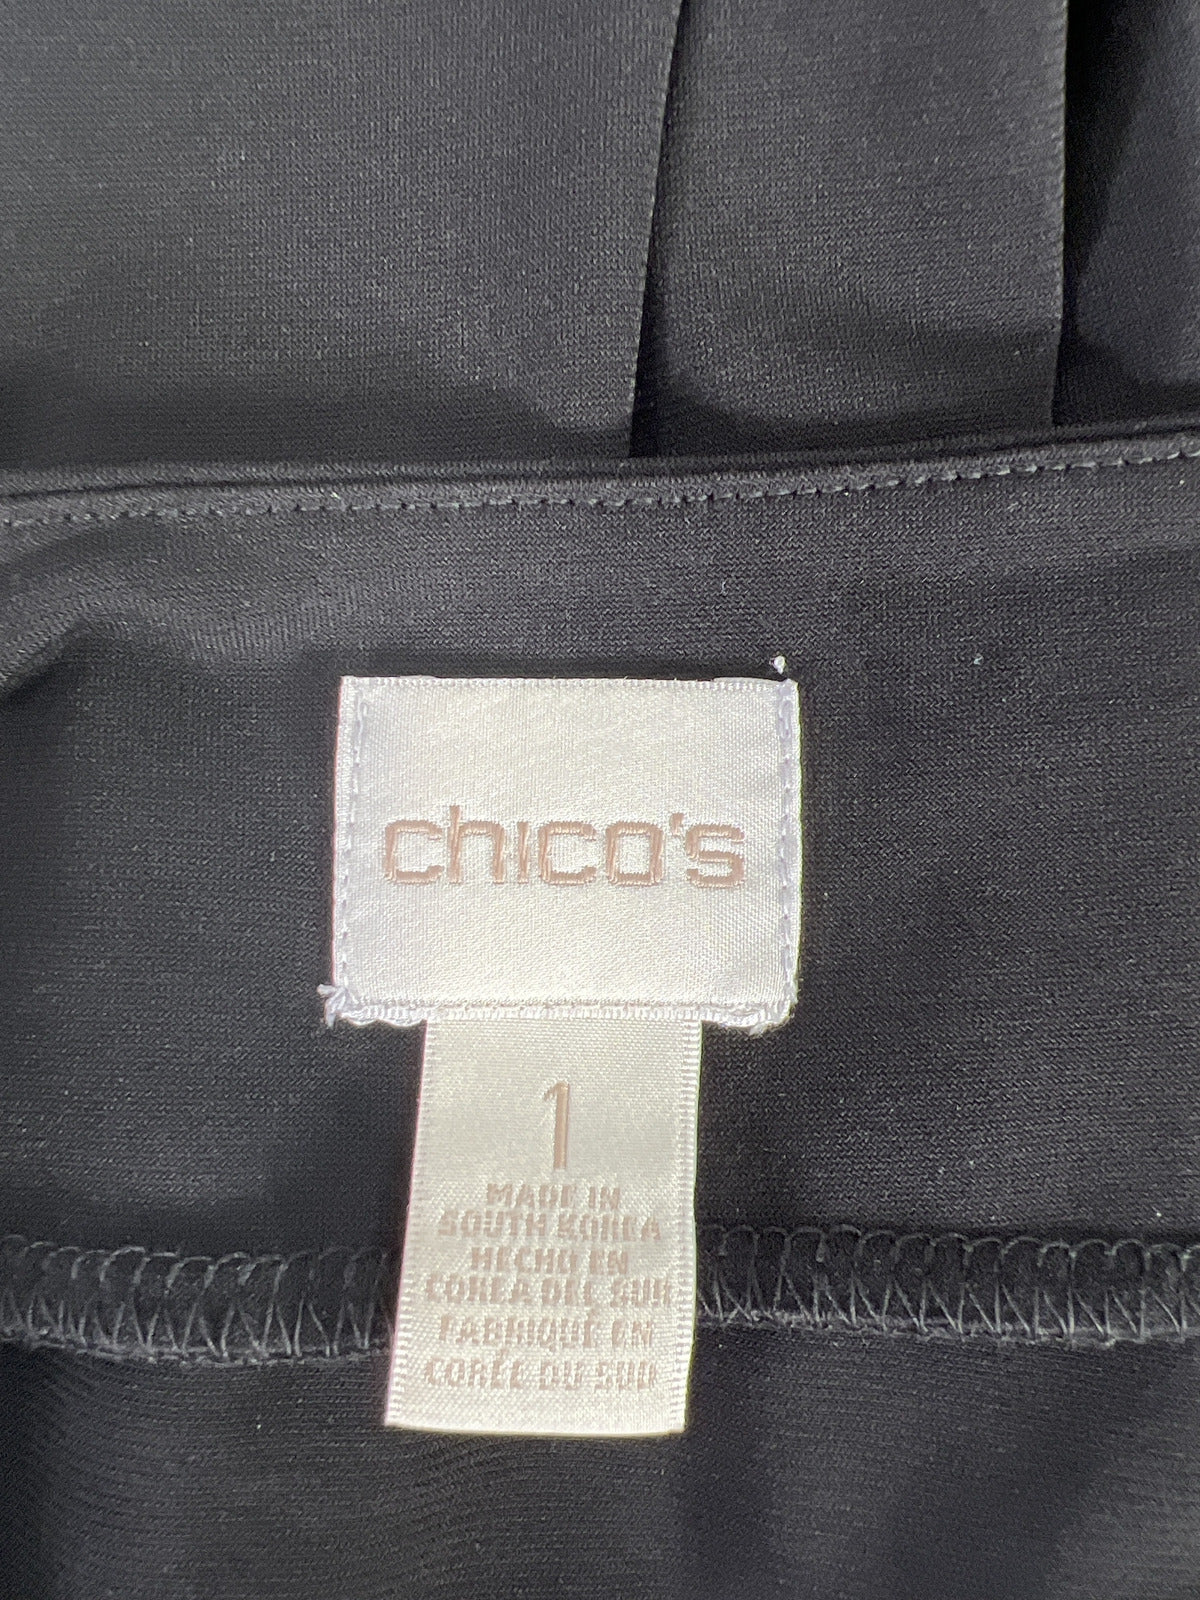 chico's
1
MADE IN
SOUTH KOREA
HECHO EN
COREA DEL SUR
FABRIQUÉ EN
CORÉE DU SUD